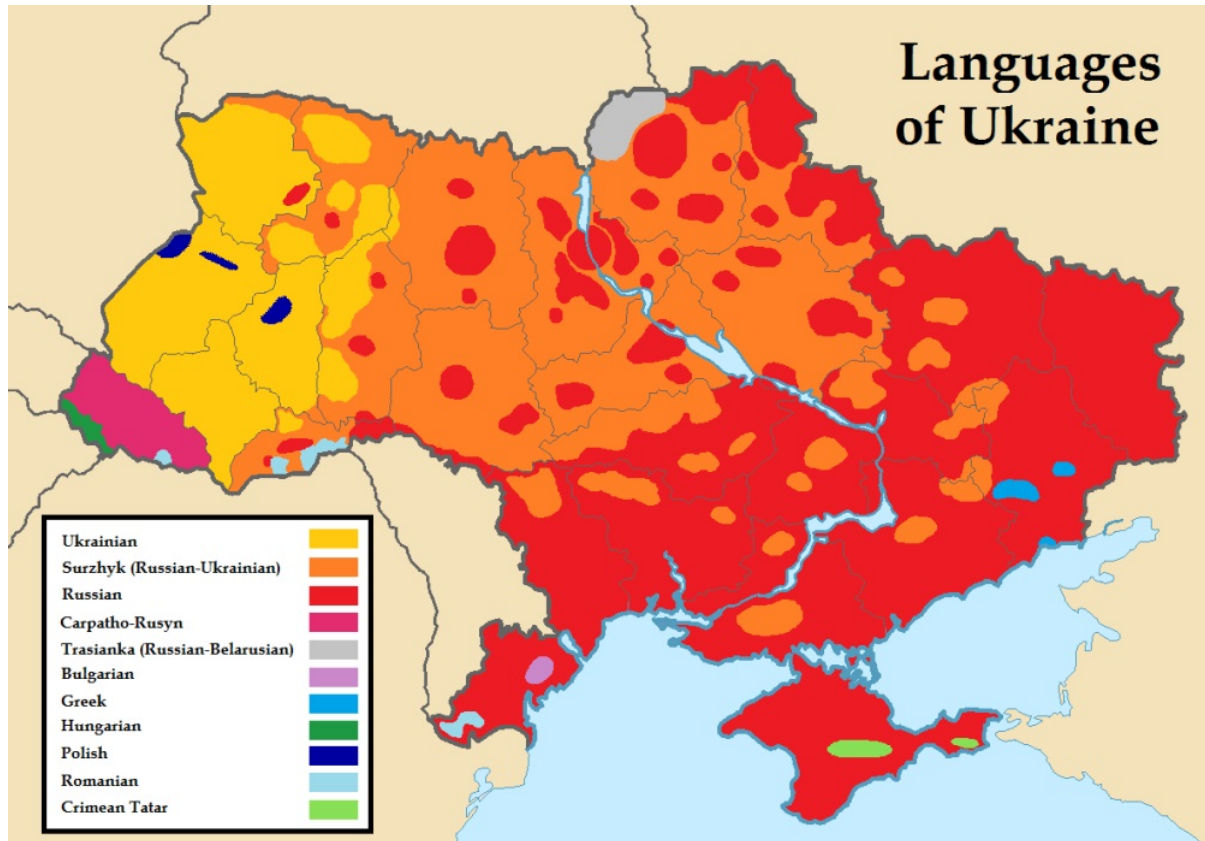 Languages
of Ukraine
Ukrainian
Surzhyk (Russian-Ukrainian)
Russian
Carpatho-Rusyn
Trasianka (Russian-Belarusian)
Bulgarian
Greek
Hungarian
Polish
Romanian
Crimean Tatar